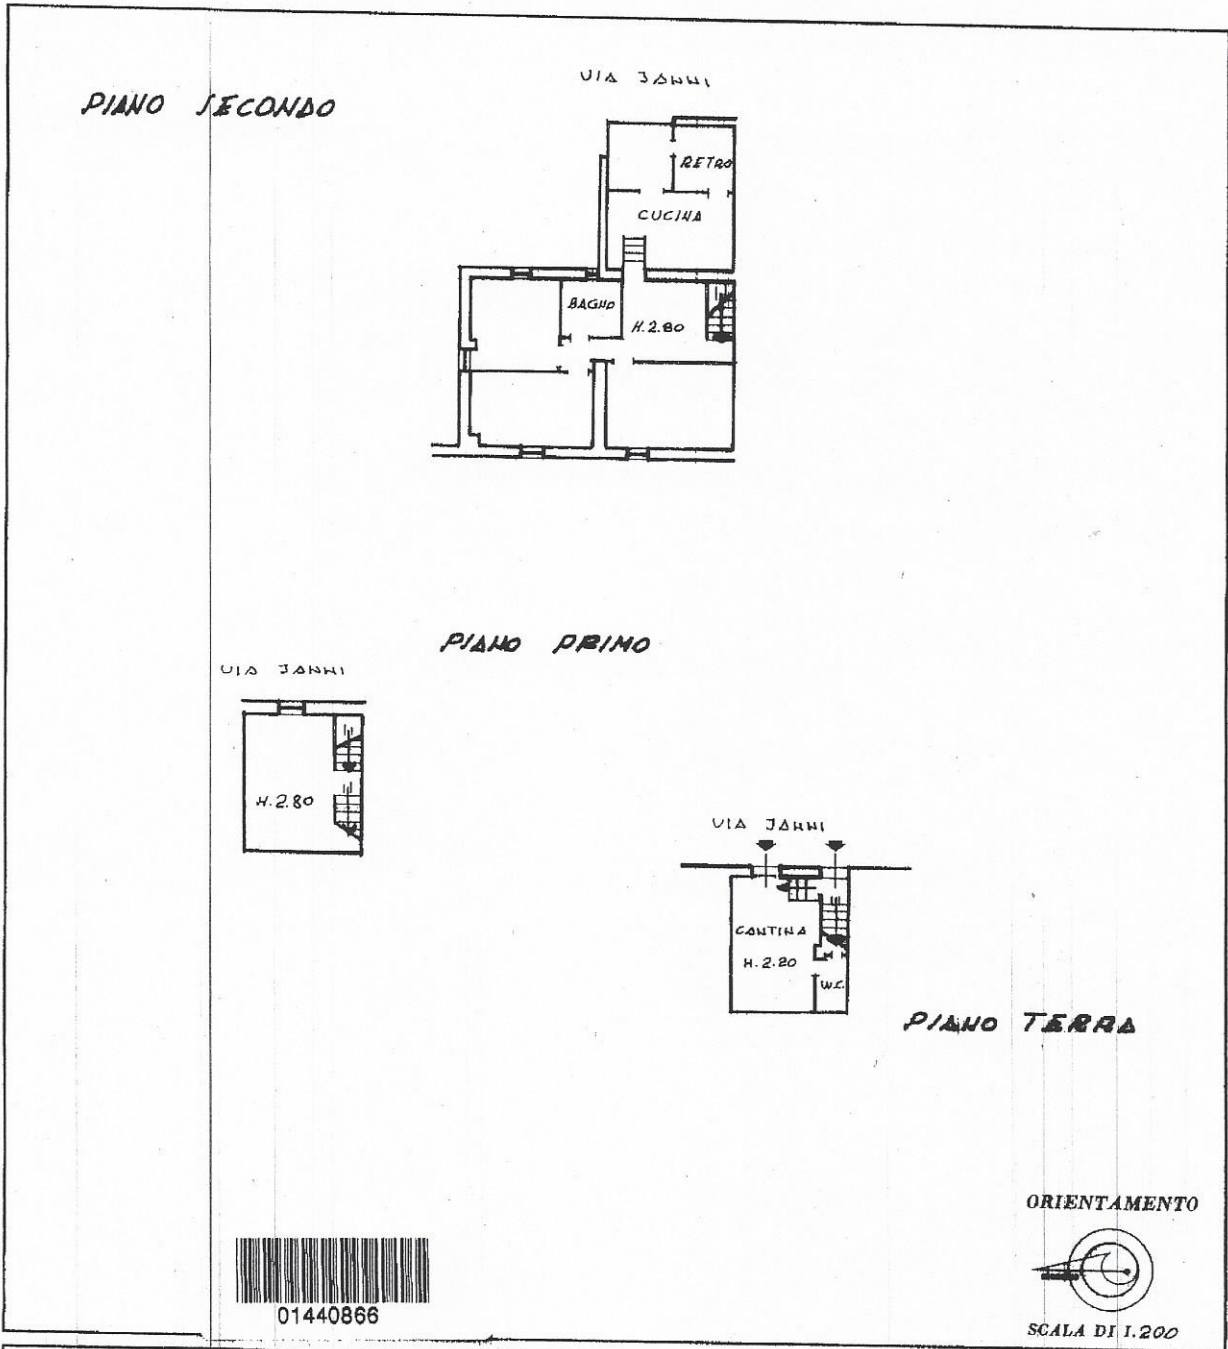 VIA JANNI
PIANO SECONDO
RETRO
CUCINA
BAGNO
H.2.80
PIANO PRIMO
VIA JANNI
H.2.80
VIA JANNI
CANTINA
H.2.20
W.C.
PIANO TERRA
ORIENTAMENTO
01440866
SCALA DI 1.200